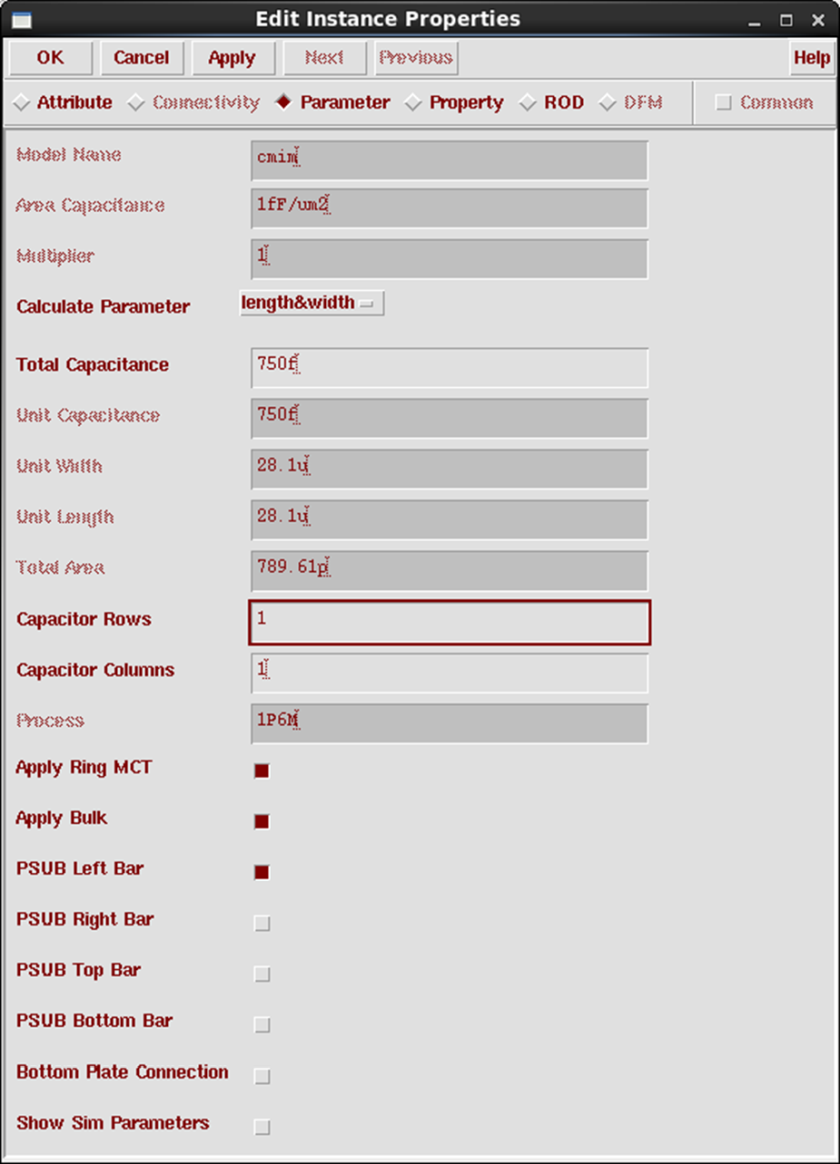 Edit Instance Properties
OK Cancel Apply Next Previous Help
Attribute Connectivity Parameter Property ROD DFM Common
Model Name cmim
Area Capacitance 1fF/um2
Multiplier 1
Calculate Parameter length&width
Total Capacitance 750f
Unit Capacitance 750f
Unit Width 28.1u
Unit Length 28.1u
Total Area 789.61p
Capacitor Rows 1
Capacitor Columns 1
Process 1P6M
Apply Ring MCT
Apply Bulk
PSUB Left Bar
PSUB Right Bar
PSUB Top Bar
PSUB Bottom Bar
Bottom Plate Connection
Show Sim Parameters